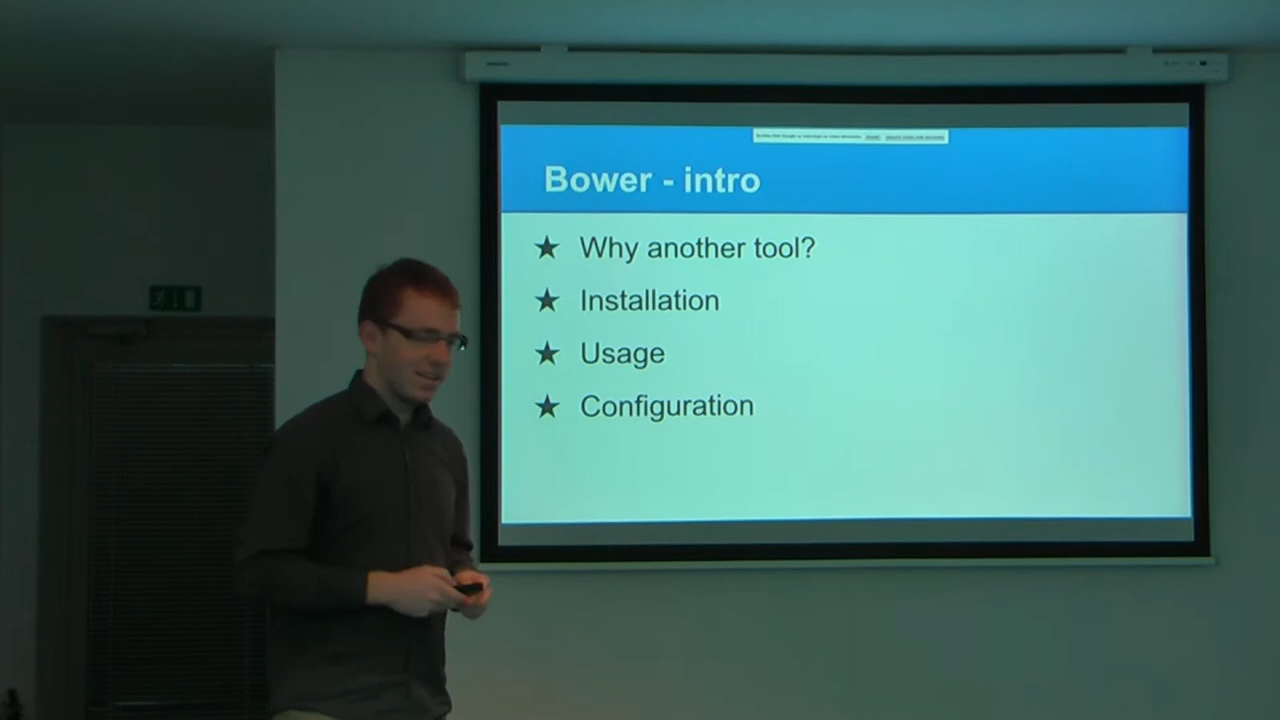 Bower - intro
★ Why another tool?
★ Installation
★ Usage
★ Configuration